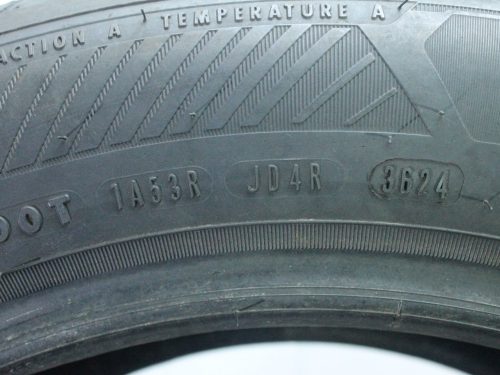 ACTION A TEMPERATURE A
DOT 1A53R JD4R 3624